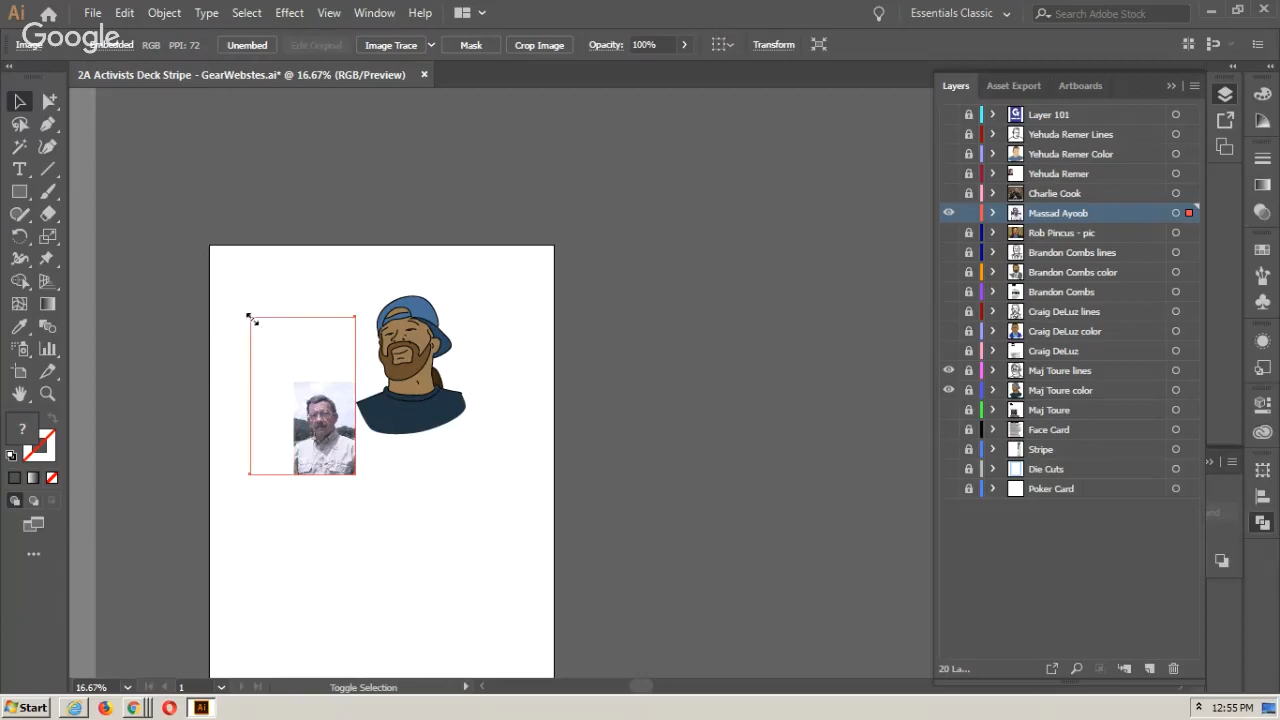 Ai File Edit Object Type Select Effect View Window Help Essentials Classic Search Adobe Stock
Google
Image Embedded RGB PPI: 72 Unembed Edit Original Image Trace Mask Crop Image Opacity: 100% Transform
2A Activists Deck Stripe - GearWebstes.ai* @ 16.67% (RGB/Preview)
Layers Asset Export Artboards
Layer 101
Yehuda Remer Lines
Yehuda Remer Color
Yehuda Remer
Charlie Cook
Massad Ayoob
Rob Pincus - pic
Brandon Combs lines
Brandon Combs color
Brandon Combs
Craig DeLuz lines
Craig DeLuz color
Craig DeLuz
Maj Toure lines
Maj Toure color
Maj Toure
Face Card
Stripe
Die Cuts
Poker Card
?
20 La...
16.67% 1 Toggle Selection
Start Ai 12:55 PM